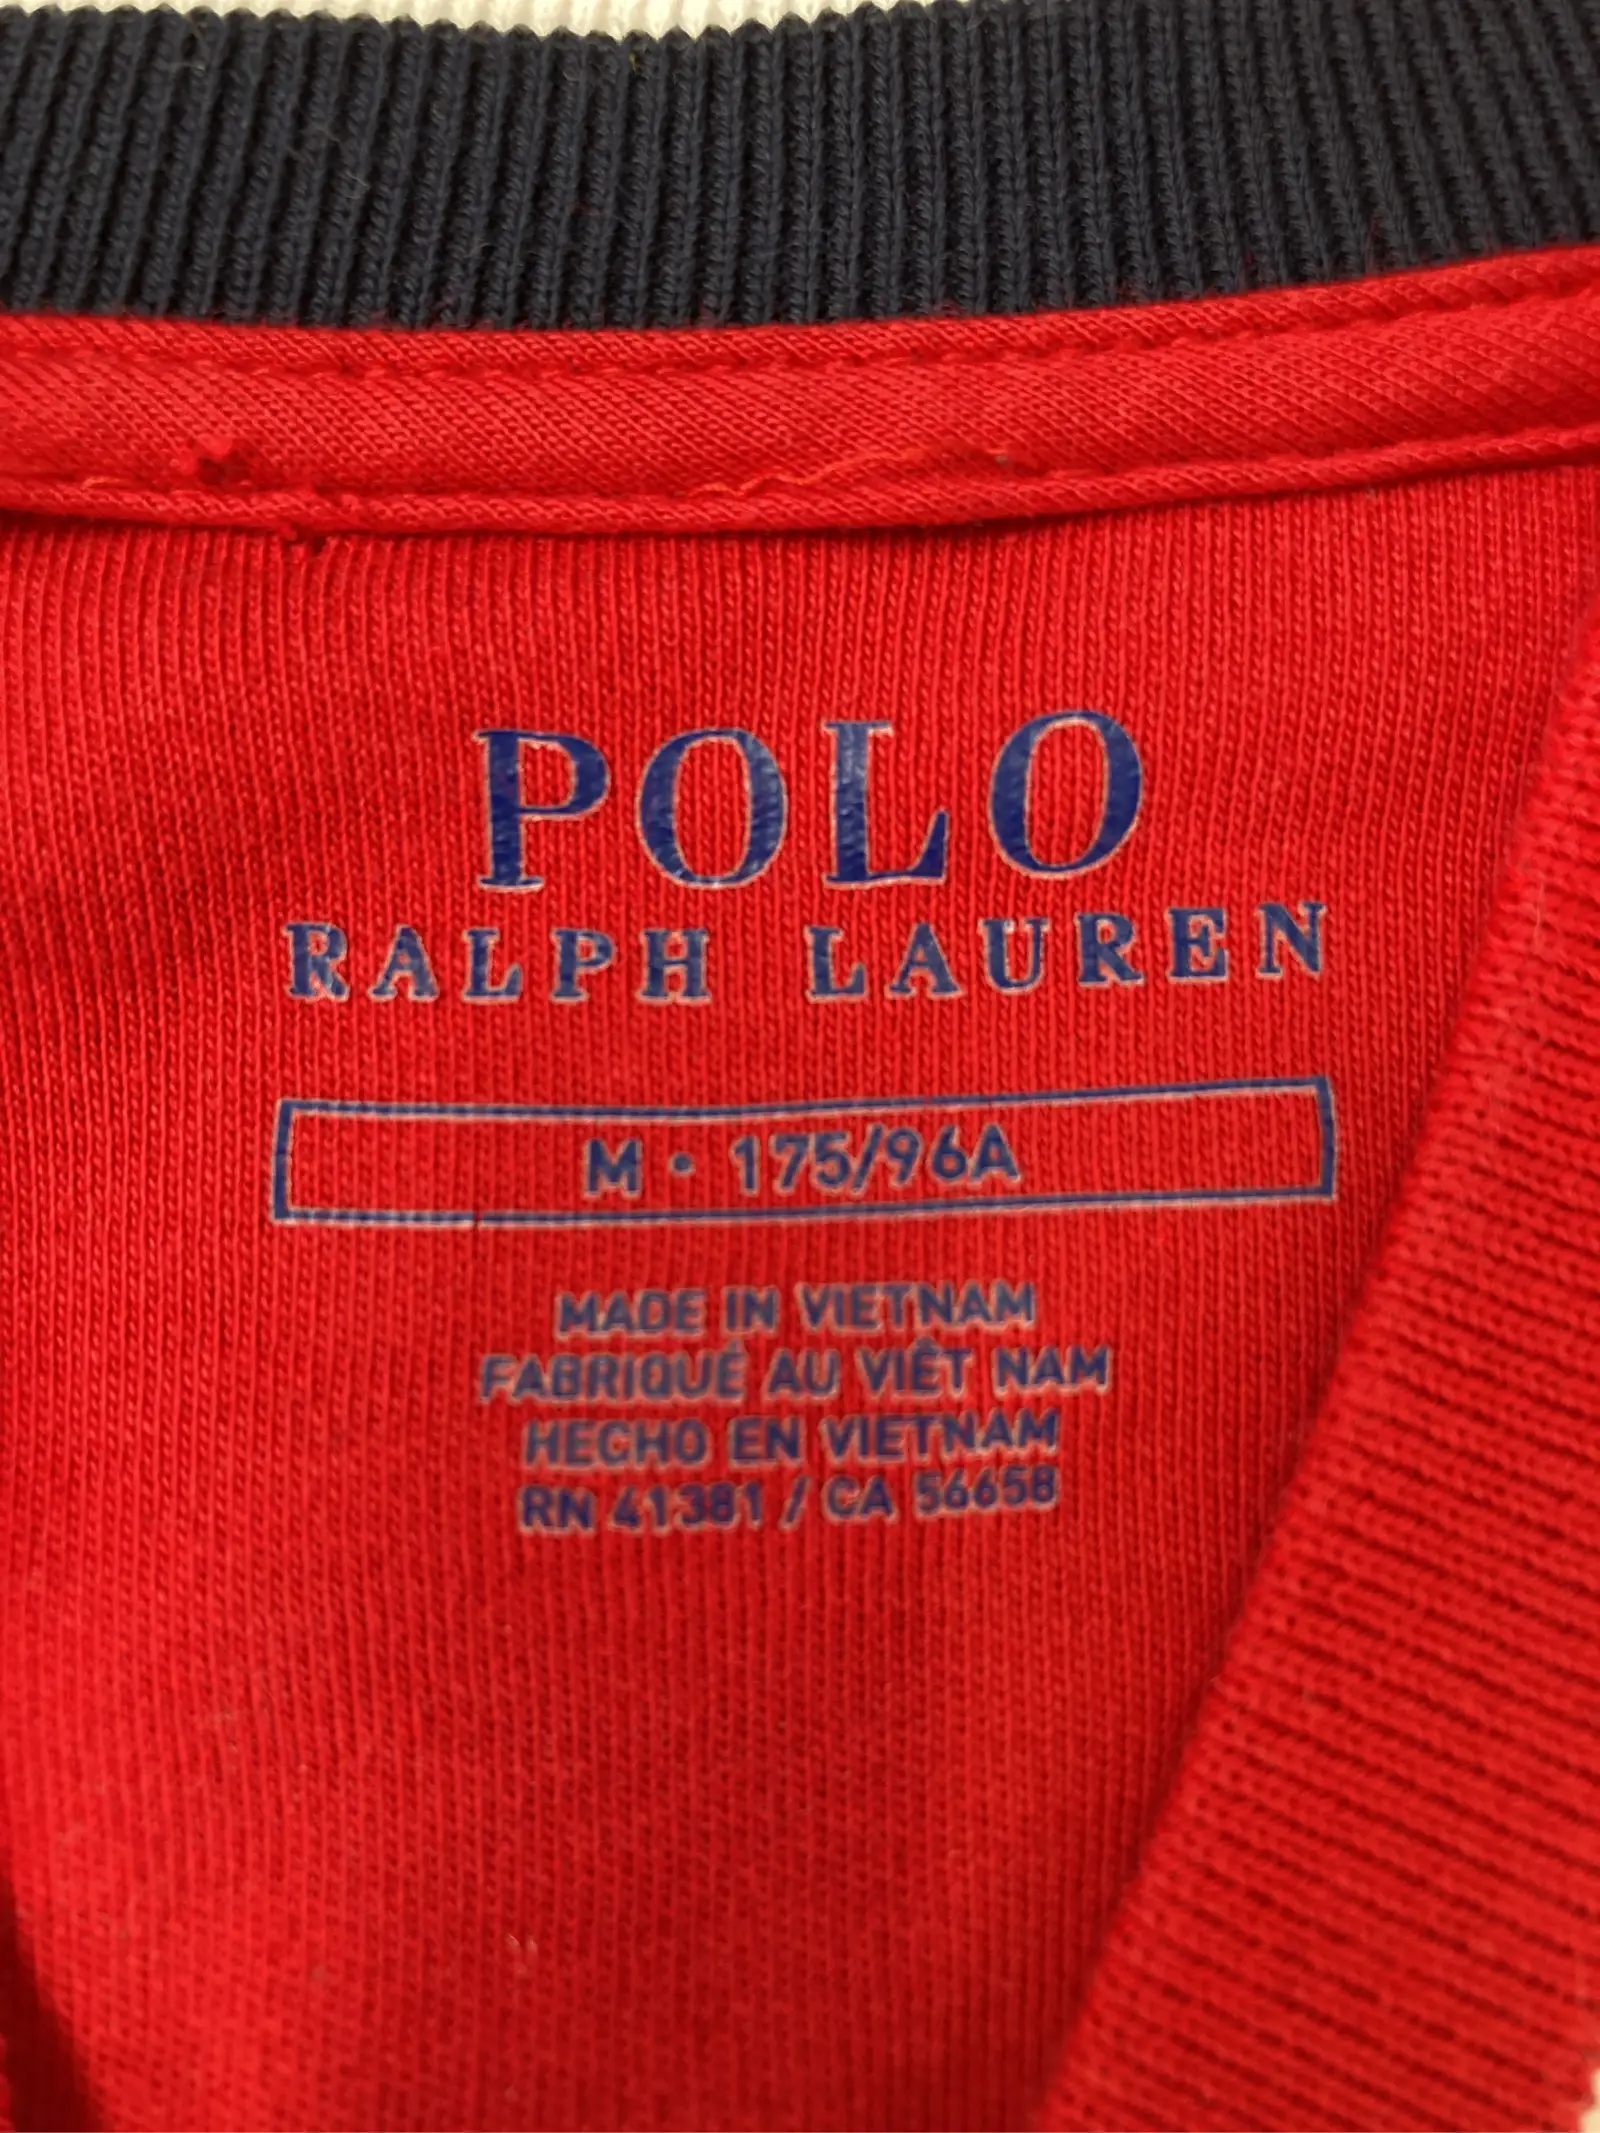 POLO
RALPH LAUREN
M • 175/96A
MADE IN VIETNAM
FABRIQUÉ AU VIÊT NAM
HECHO EN VIETNAM
RN 41381 / CA 56658